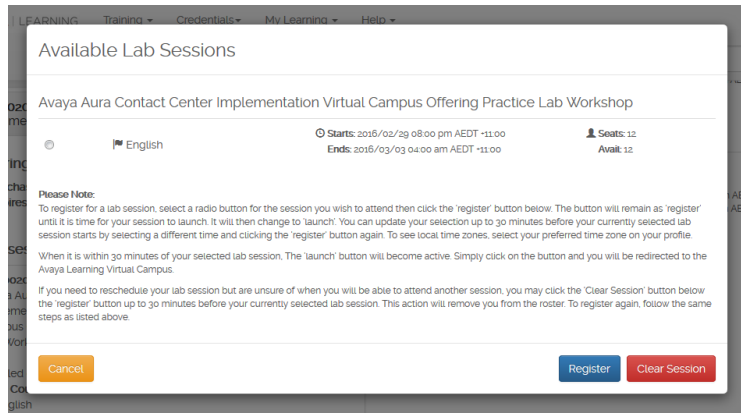 LEARNING Training Credentials My Learning Help
Available Lab Sessions
Avaya Aura Contact Center Implementation Virtual Campus Offering Practice Lab Workshop
English
Starts: 2016/02/29 08:00 pm AEDT +11:00
Ends: 2016/03/03 04:00 am AEDT +11:00
Seats: 12
Avail: 12
Please Note:
To register for a lab session, select a radio button for the session you wish to attend then click the 'register' button below. The button will remain as 'register'
until it is time for your session to launch. It will then change to 'launch'. You can update your selection up to 30 minutes before your currently selected lab
session starts by selecting a different time and clicking the 'register' button again. To see local time zones, select your preferred time zone on your profile.
When it is within 30 minutes of your selected lab session, The 'launch' button will become active. Simply click on the button and you will be redirected to the
Avaya Learning Virtual Campus.
If you need to reschedule your lab session but are unsure of when you will be able to attend another session, you may click the 'Clear Session' button below
the 'register' button up to 30 minutes before your currently selected lab session. This action will remove you from the roster. To register again, follow the same
steps as listed above.
Cancel
Register
Clear Session
glish